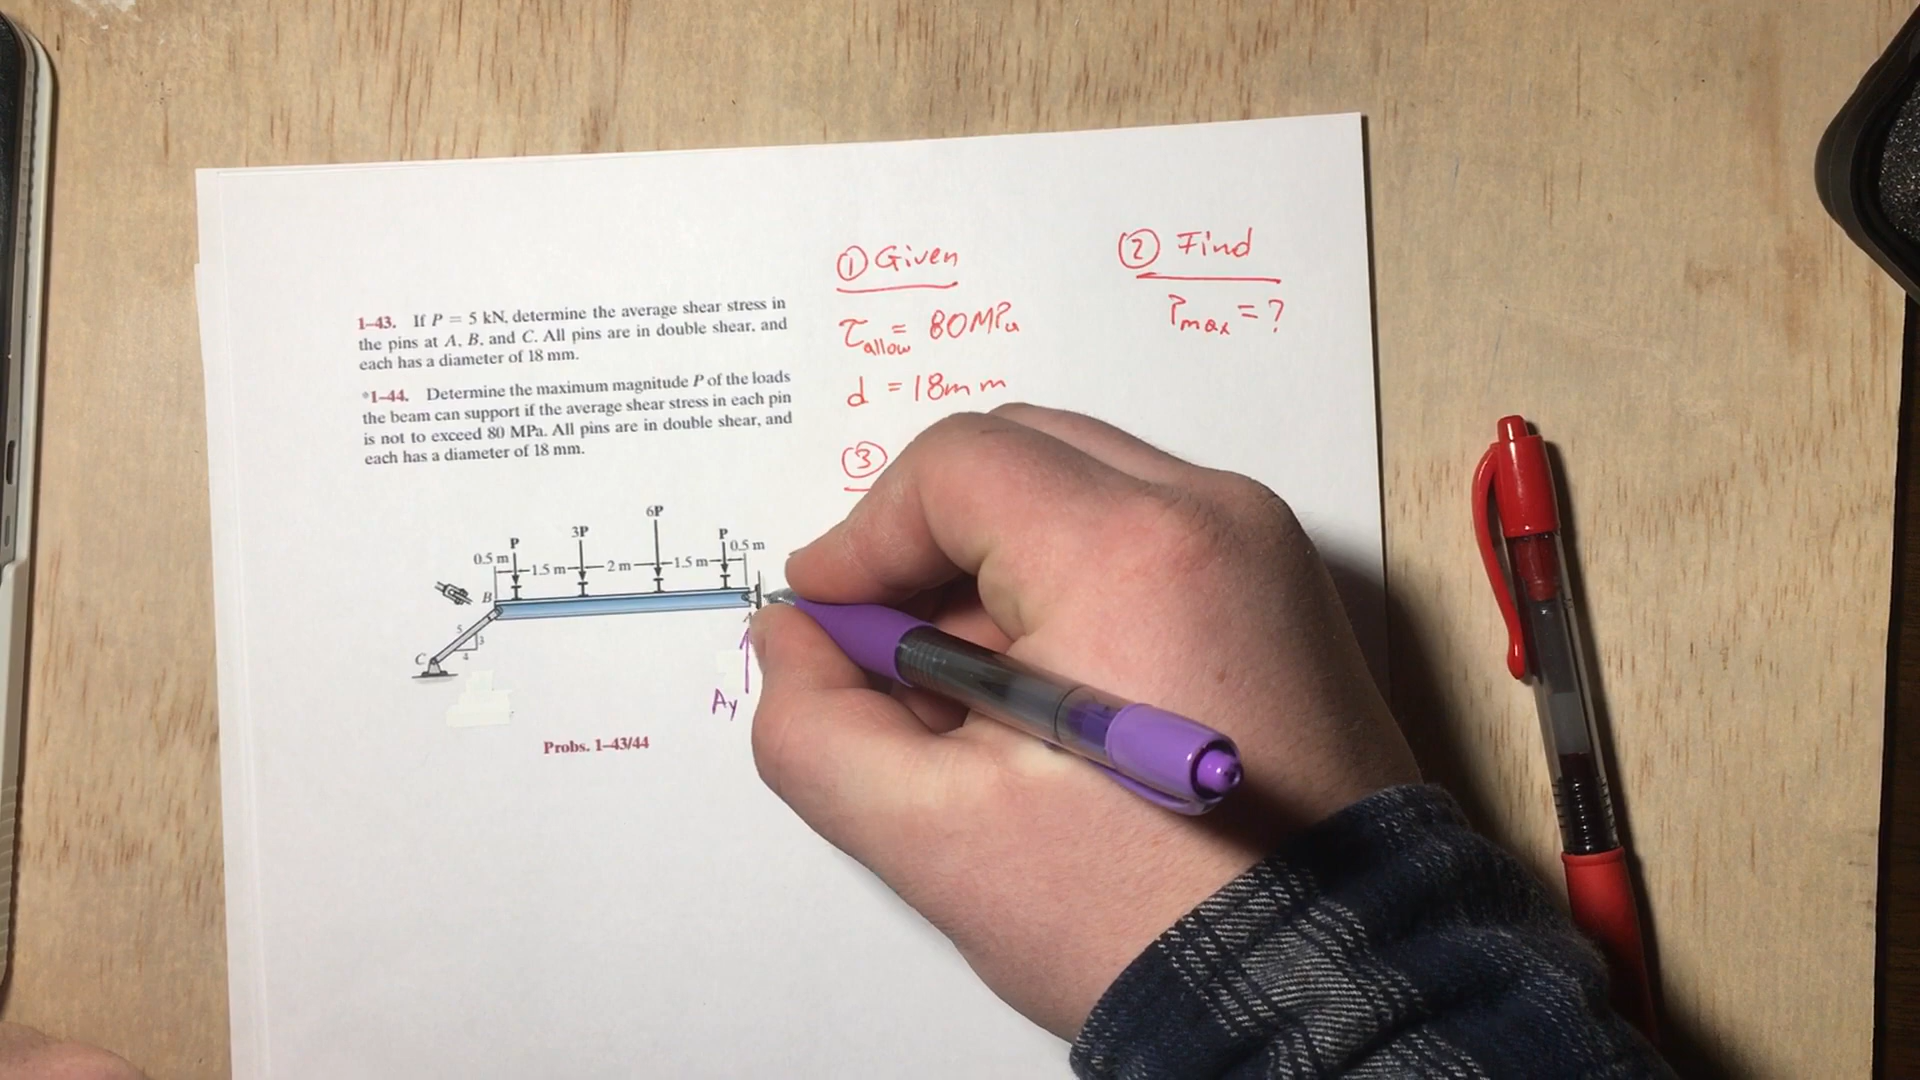 1–43. If P = 5 kN, determine the average shear stress in
the pins at A, B, and C. All pins are in double shear, and
each has a diameter of 18 mm.
*1–44. Determine the maximum magnitude P of the loads
the beam can support if the average shear stress in each pin
is not to exceed 80 MPa. All pins are in double shear, and
each has a diameter of 18 mm.
6P
3P
P
P
0.5 m
1.5 m
2 m
1.5 m
0.5 m
B
A
5
3
4
C
Ay
Probs. 1–43/44
① Given
τallow = 80MPa
d = 18mm
③
② Find
Pmax = ?